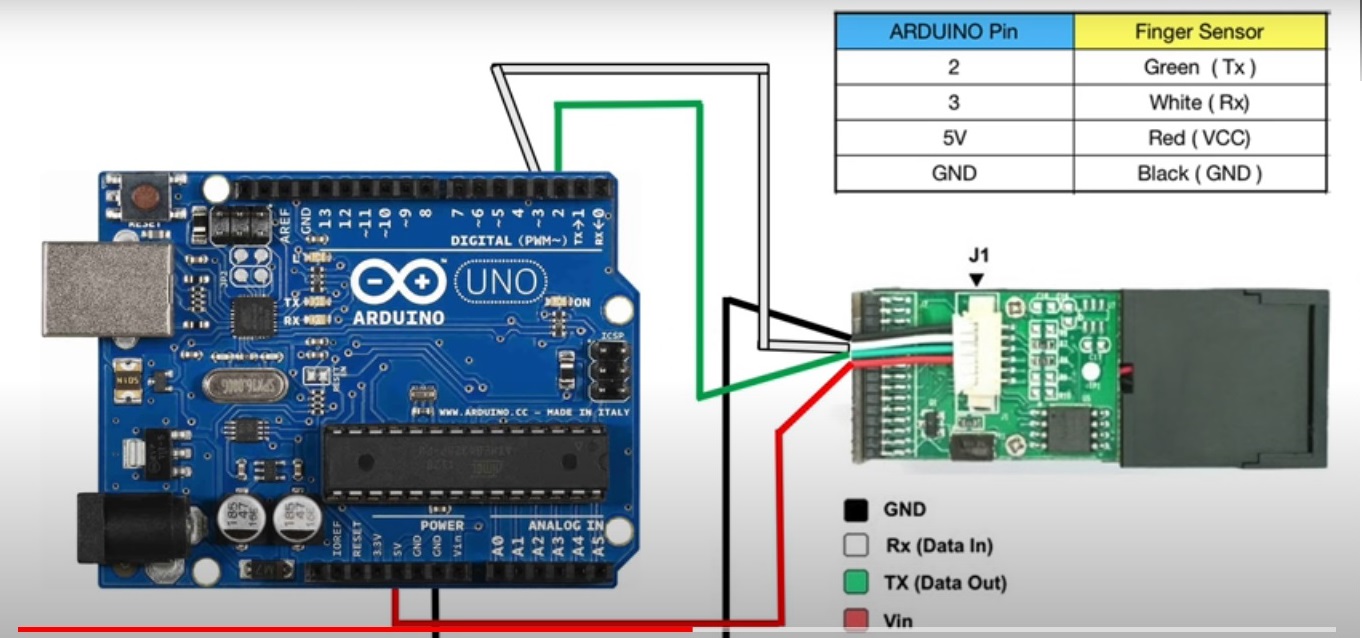 ARDUINO Pin Finger Sensor
2 Green ( Tx )
3 White ( Rx)
5V Red ( VCC)
GND Black ( GND )
RESET
AREF
GND
13
12
~11
~10
~9
8
7
~6
~5
4
~3
2
TX→1
RX←0
DIGITAL (PWM~)
L
TX
RX
UNO
ARDUINO
ON
ICSP
WWW.ARDUINO.CC – MADE IN ITALY
POWER
ANALOG IN
IOREF
RESET
3.3V
5V
GND
GND
Vin
A0
A1
A2
A3
A4
A5
J1
GND
Rx (Data In)
TX (Data Out)
Vin